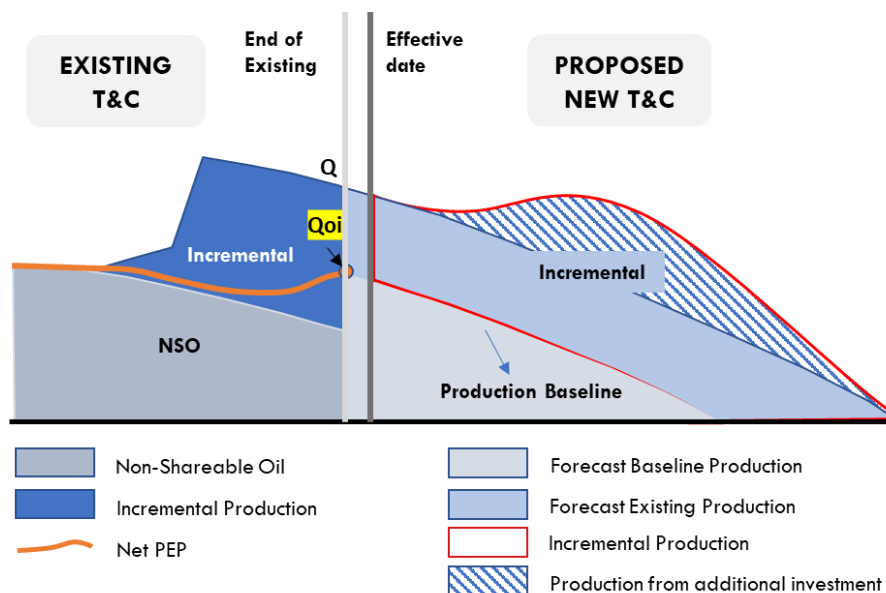 EXISTING
T&C
End of
Existing
Effective
date
PROPOSED
NEW T&C
Q
Qoi
Incremental
Incremental
NSO
Production Baseline
Non-Shareable Oil
Incremental Production
Net PEP
Forecast Baseline Production
Forecast Existing Production
Incremental Production
Production from additional investment